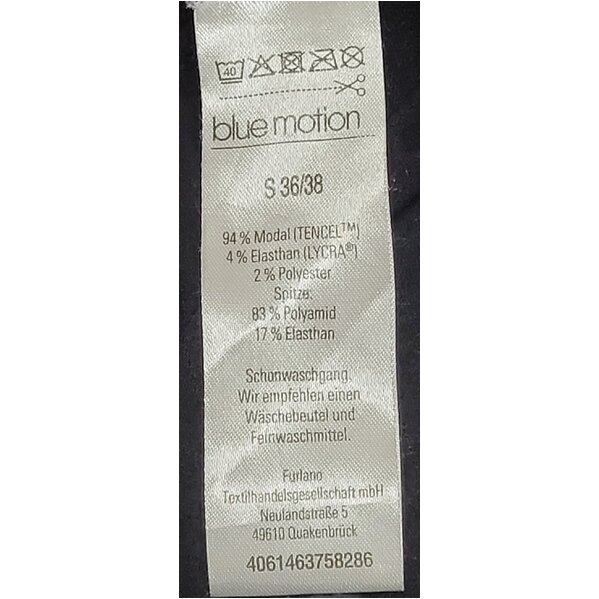 40
blue motion
S 36/38
94 % Modal (TENCEL™)
4 % Elasthan (LYCRA®)
2 % Polyester
Spitze:
83 % Polyamid
17 % Elasthan
Schonwaschgang.
Wir empfehlen einen
Wäschebeutel und
Feinwaschmittel.
Furlano
Textilhandelsgesellschaft mbH
Neulandstraße 5
49610 Quakenbrück
4061463758286